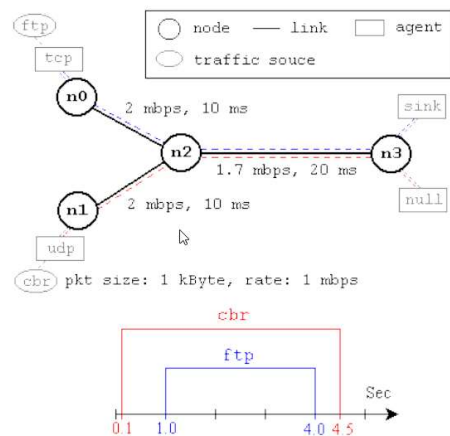 ftp
node
link
agent
traffic souce
tcp
n0
2 mbps, 10 ms
sink
n2
n3
1.7 mbps, 20 ms
n1
2 mbps, 10 ms
null
udp
cbr
pkt size: 1 kByte, rate: 1 mbps
cbr
ftp
Sec
0.1
1.0
4.0
4.5